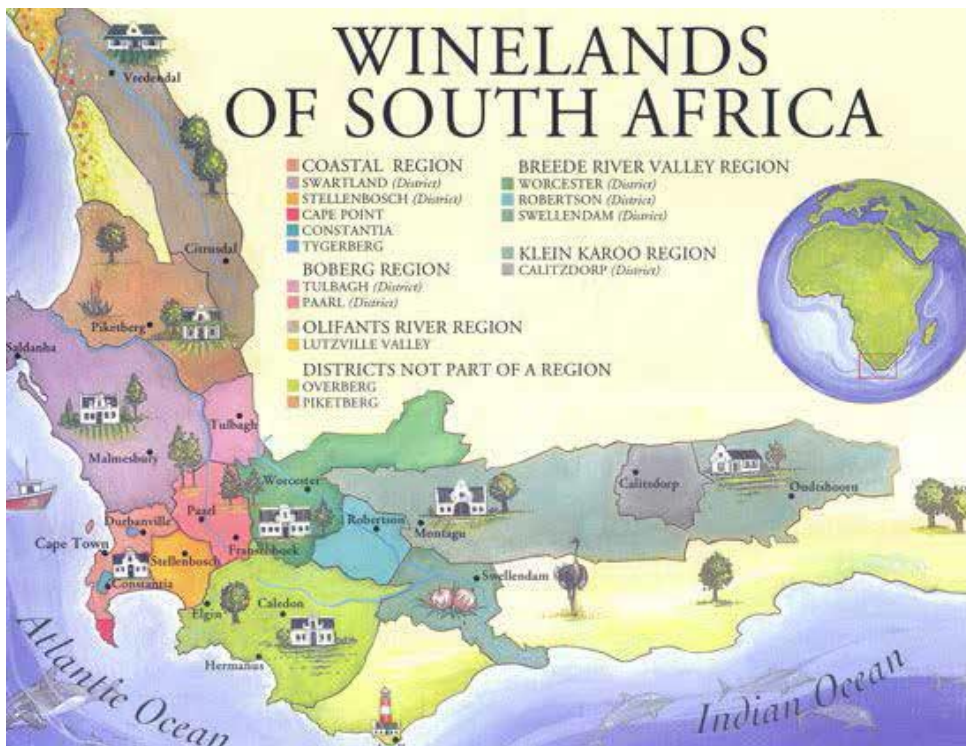 WINELANDS
OF SOUTH AFRICA
COASTAL REGION
SWARTLAND (District)
STELLENBOSCH (District)
CAPE POINT
CONSTANTIA
TYGERBERG
BOBERG REGION
TULBAGH (District)
PAARL (District)
OLIFANTS RIVER REGION
LUTZVILLE VALLEY
DISTRICTS NOT PART OF A REGION
OVERBERG
PIKETBERG
BREEDE RIVER VALLEY REGION
WORCESTER (District)
ROBERTSON (District)
SWELLENDAM (District)
KLEIN KAROO REGION
CALITZDORP (District)
Vredendal
Citrusdal
Piketberg
Saldanha
Tulbagh
Malmesbury
Worcester
Calitsdorp
Oudtshoorn
Paarl
Durbanville
Robertson
Montagu
Cape Town
Franschhoek
Stellenbosch
Constantia
Swellendam
Elgin
Caledon
Hermanus
Atlantic Ocean
Indian Ocean